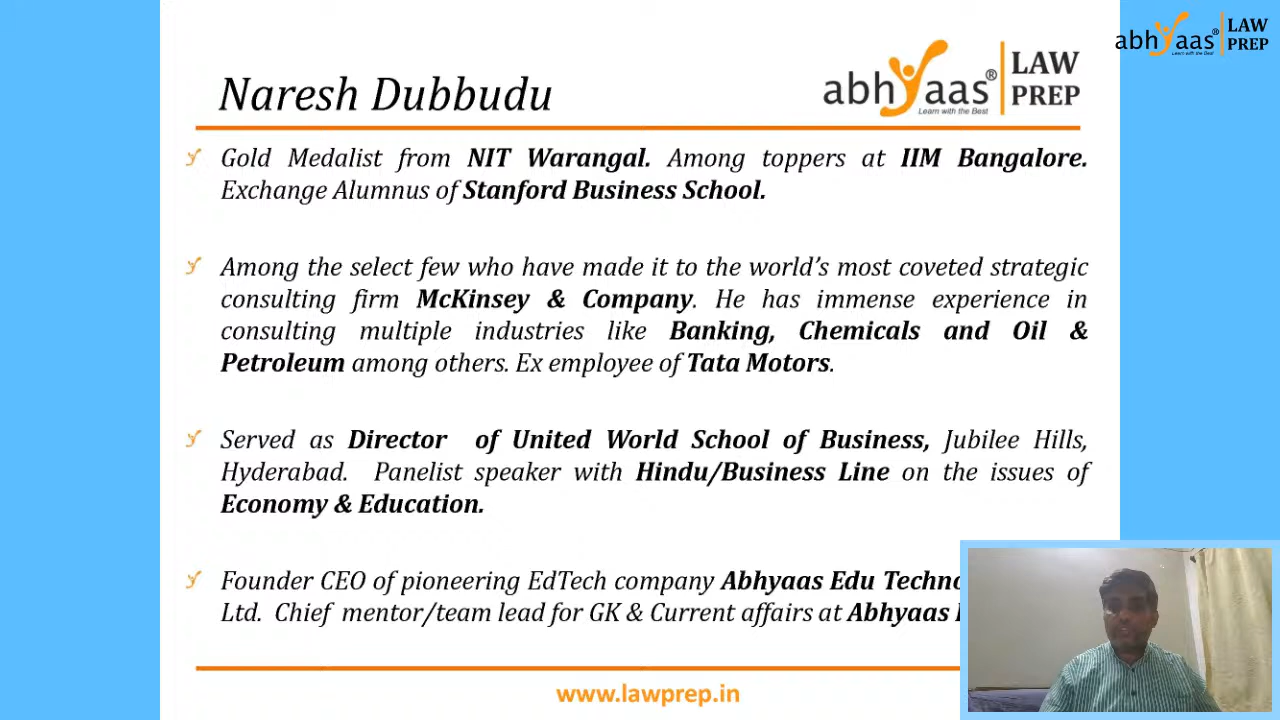 abhyaas® LAW
Learn with the Best PREP
Naresh Dubbudu
abhyaas® LAW
Learn with the Best PREP
Gold Medalist from NIT Warangal. Among toppers at IIM Bangalore.
Exchange Alumnus of Stanford Business School.
Among the select few who have made it to the world’s most coveted strategic
consulting firm McKinsey & Company. He has immense experience in
consulting multiple industries like Banking, Chemicals and Oil &
Petroleum among others. Ex employee of Tata Motors.
Served as Director of United World School of Business, Jubilee Hills,
Hyderabad. Panelist speaker with Hindu/Business Line on the issues of
Economy & Education.
Founder CEO of pioneering EdTech company Abhyaas Edu
Ltd. Chief mentor/team lead for GK & Current affairs at Abhyaas
www.lawprep.in